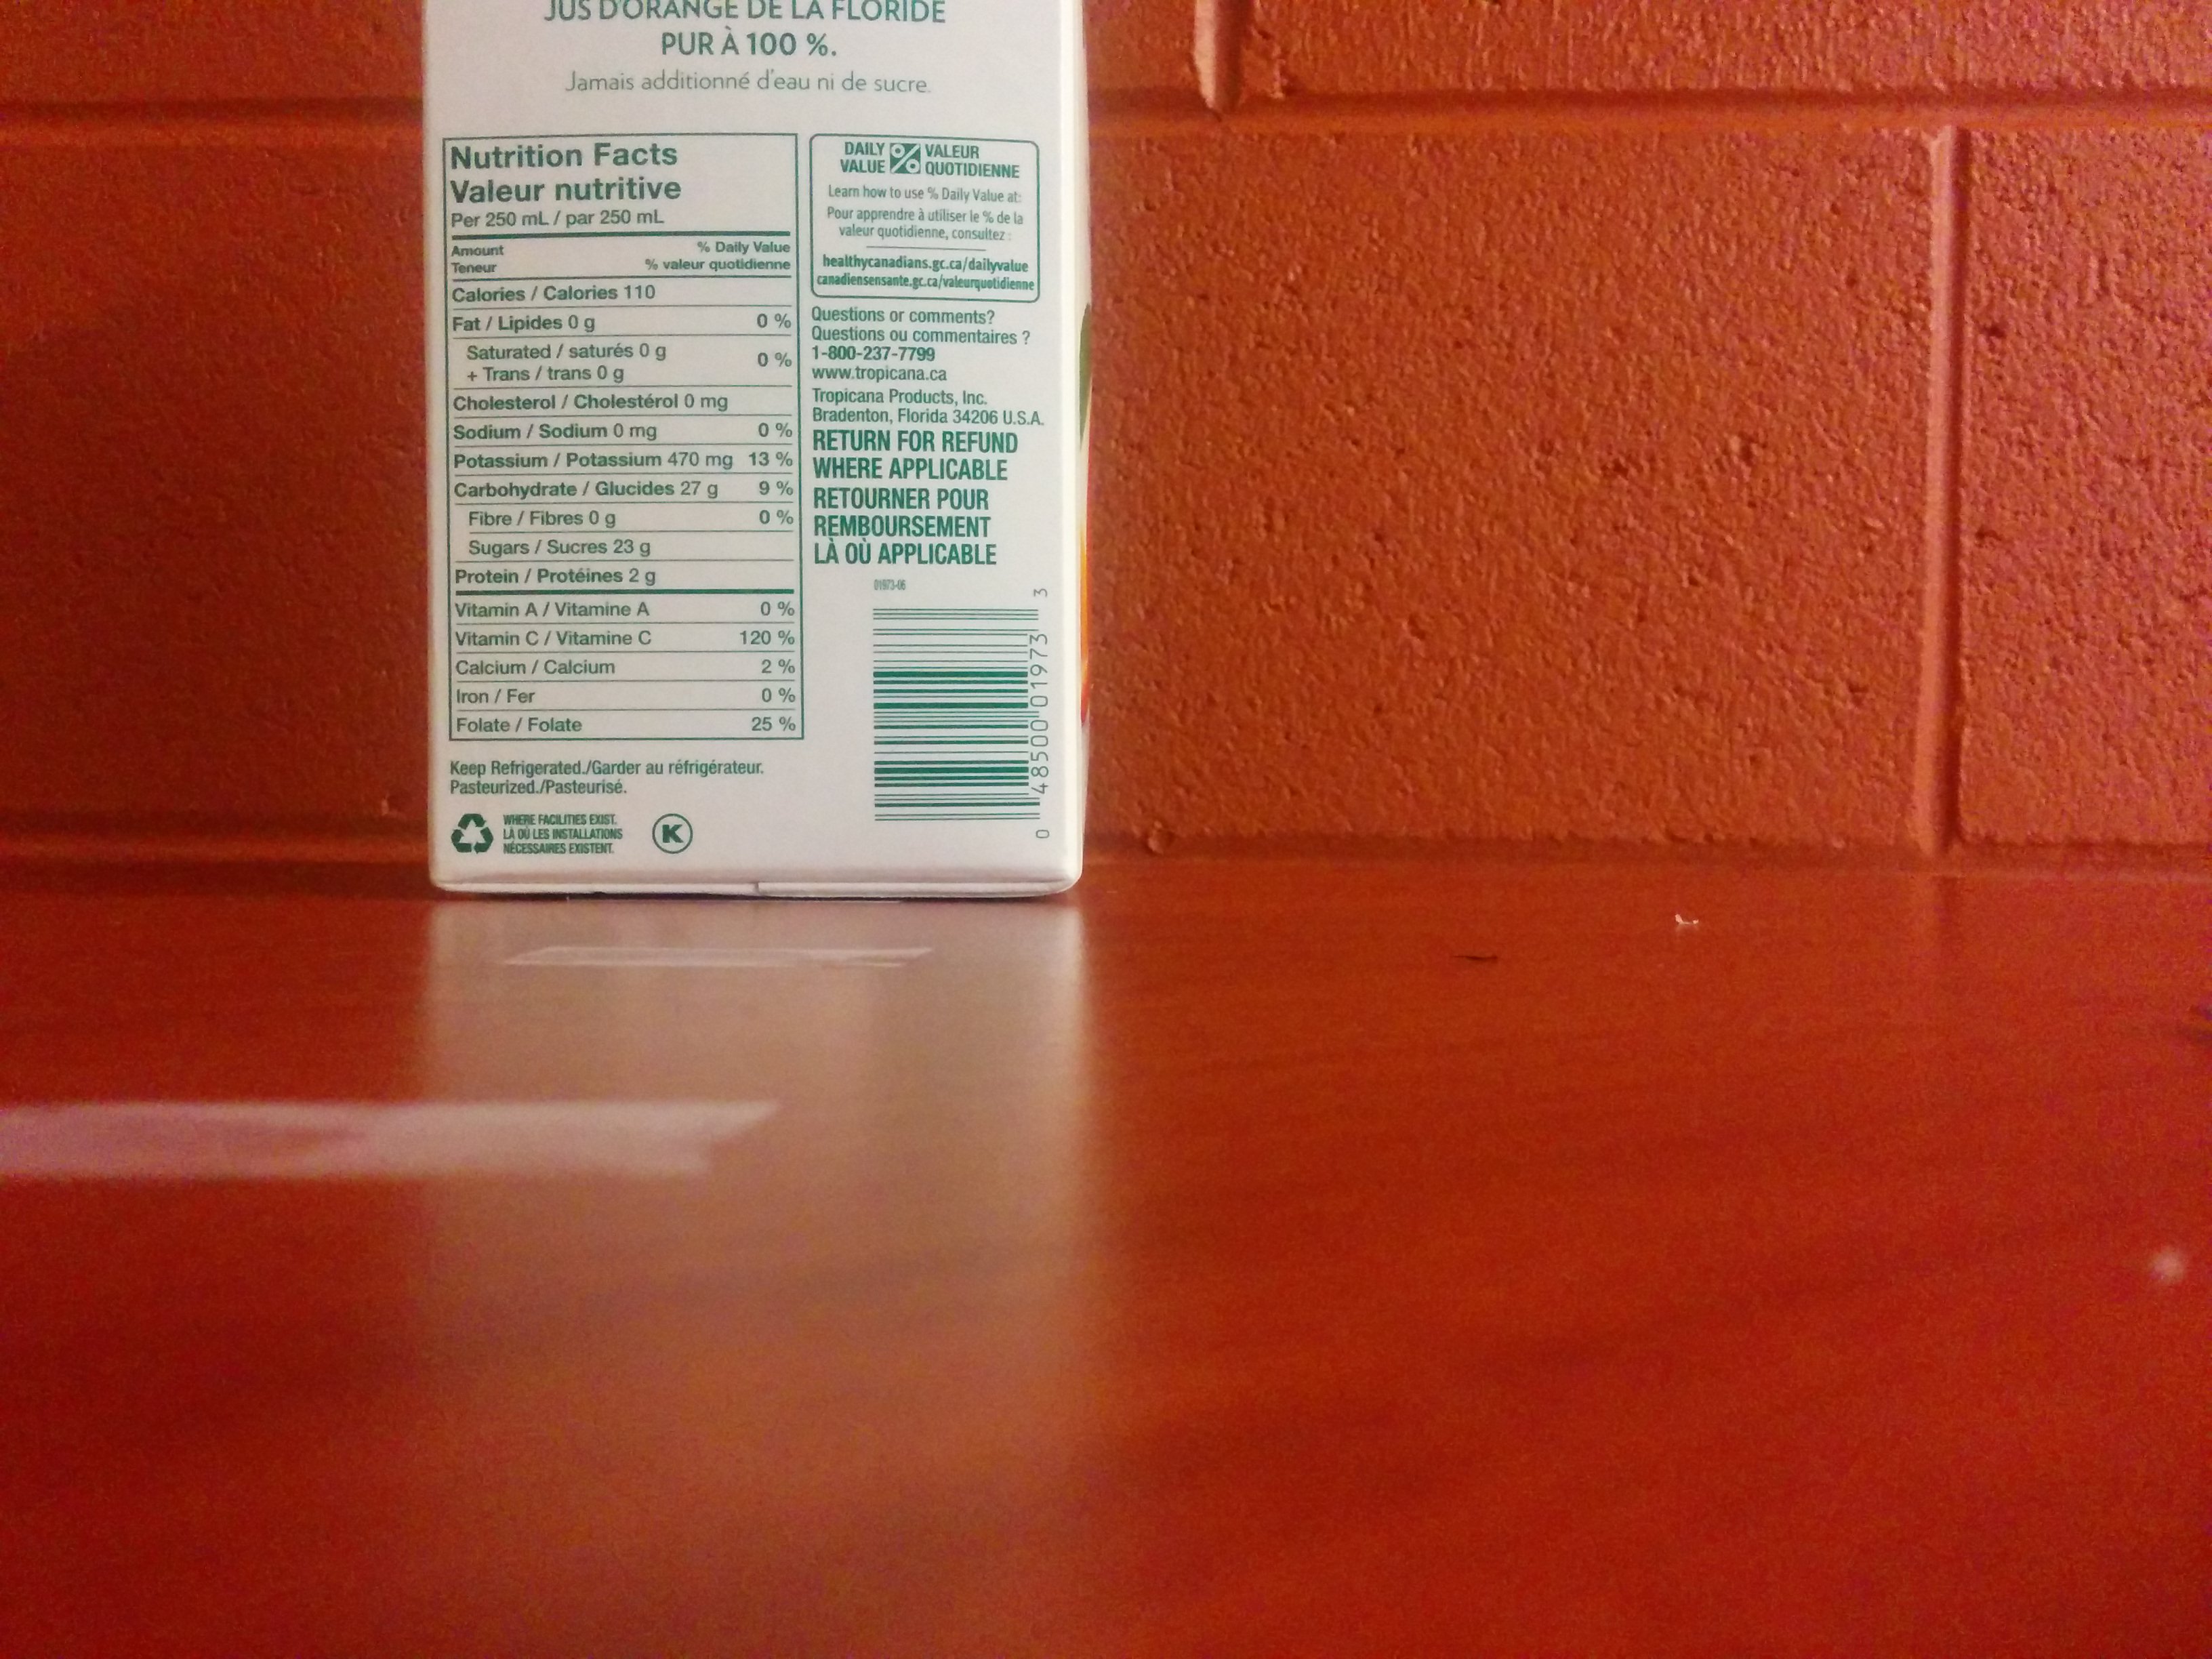 JUS D'ORANGE DE LA FLORIDE
PUR À 100 %.
Jamais additionné d'eau ni de sucre.
Nutrition Facts
Valeur nutritive
Per 250 mL / par 250 mL
Amount % Daily Value
Teneur % valeur quotidienne
Calories / Calories 110
Fat / Lipides 0 g 0 %
Saturated / saturés 0 g
+ Trans / trans 0 g 0 %
Cholesterol / Cholestérol 0 mg
Sodium / Sodium 0 mg 0 %
Potassium / Potassium 470 mg 13 %
Carbohydrate / Glucides 27 g 9 %
Fibre / Fibres 0 g 0 %
Sugars / Sucres 23 g
Protein / Protéines 2 g
Vitamin A / Vitamine A 0 %
Vitamin C / Vitamine C 120 %
Calcium / Calcium 2 %
Iron / Fer 0 %
Folate / Folate 25 %
Keep Refrigerated./Garder au réfrigérateur.
Pasteurized./Pasteurisé.
WHERE FACILITIES EXIST.
LÀ OÙ LES INSTALLATIONS
NÉCESSAIRES EXISTENT.
K
DAILY % VALEUR
VALUE QUOTIDIENNE
Learn how to use % Daily Value at:
Pour apprendre à utiliser le % de la
valeur quotidienne, consultez :
healthycanadians.gc.ca/dailyvalue
canadiensensante.gc.ca/valeurquotidienne
Questions or comments?
Questions ou commentaires ?
1-800-237-7799
www.tropicana.ca
Tropicana Products, Inc.
Bradenton, Florida 34206 U.S.A.
RETURN FOR REFUND
WHERE APPLICABLE
RETOURNER POUR
REMBOURSEMENT
LÀ OÙ APPLICABLE
01973-06
0 48500 01973 3